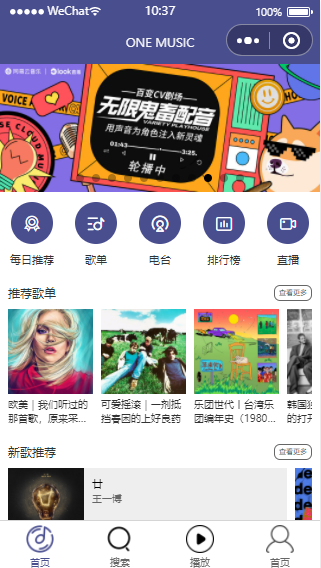 WeChat
10:37
100%
ONE MUSIC
网易云音乐
look直播
百变CV剧场
VOICE
无限鬼畜配音
VARIETY PLAYHOUSE
用声音为角色注入新灵魂
01:43
3:25
轮播中
每日推荐
歌单
电台
排行榜
直播
推荐歌单
查看更多
欧美｜我们听过的
那首歌，原来采...
可爱摇滚｜一剂抵
挡春困的上好良药
乐团世代丨台湾乐
团编年史（1980...
韩国独
的打开
新歌推荐
查看更多
廿
王一博
首页
搜索
播放
首页